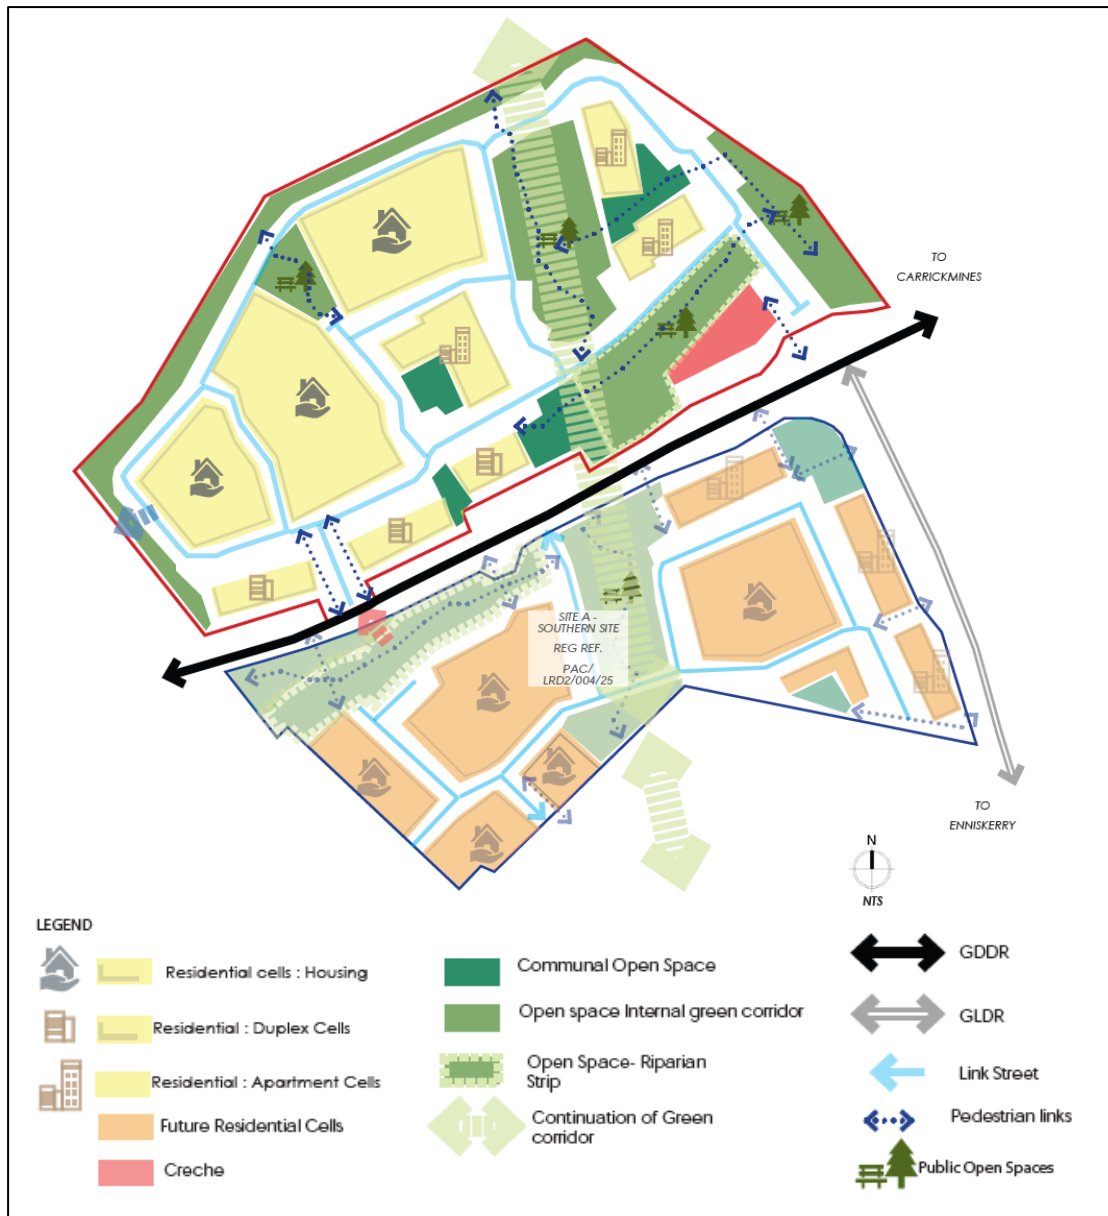 TO
CARRICKMINES
SITE A -
SOUTHERN SITE
REG REF.
PAC/
LRD2/004/25
TO
ENNISKERRY
N
NTS
LEGEND
Residential cells : Housing
Residential : Duplex Cells
Residential : Apartment Cells
Future Residential Cells
Creche
Communal Open Space
Open space Internal green corridor
Open Space- Riparian
Strip
Continuation of Green
corridor
GDDR
GLDR
Link Street
Pedestrian links
Public Open Spaces